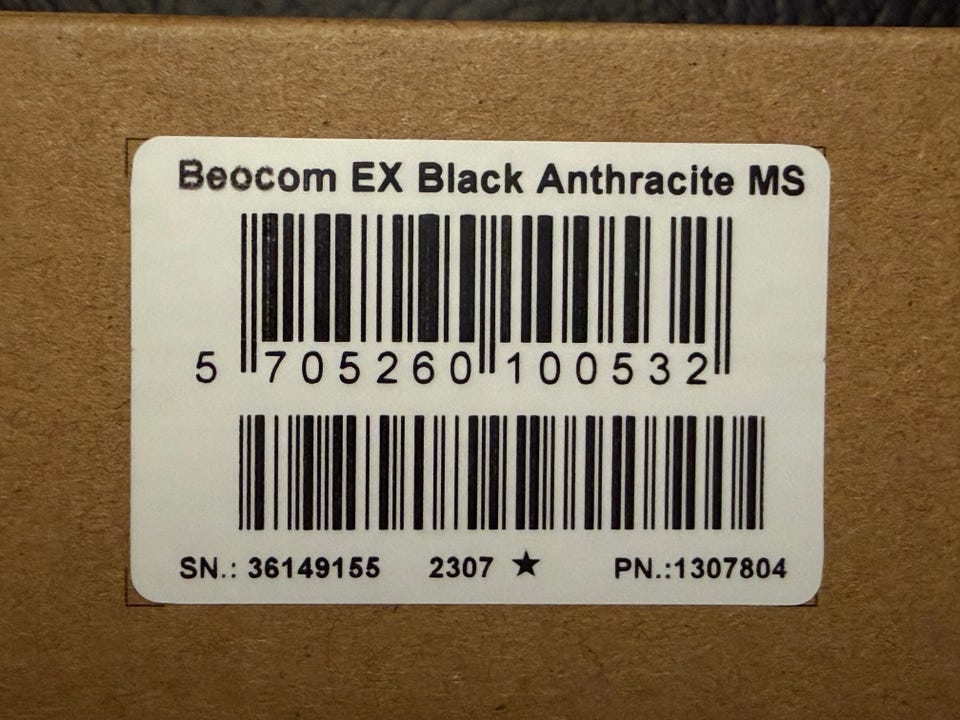 Beocom EX Black Anthracite MS
5 705260 100532
SN.: 36149155 2307 ★ PN.:1307804